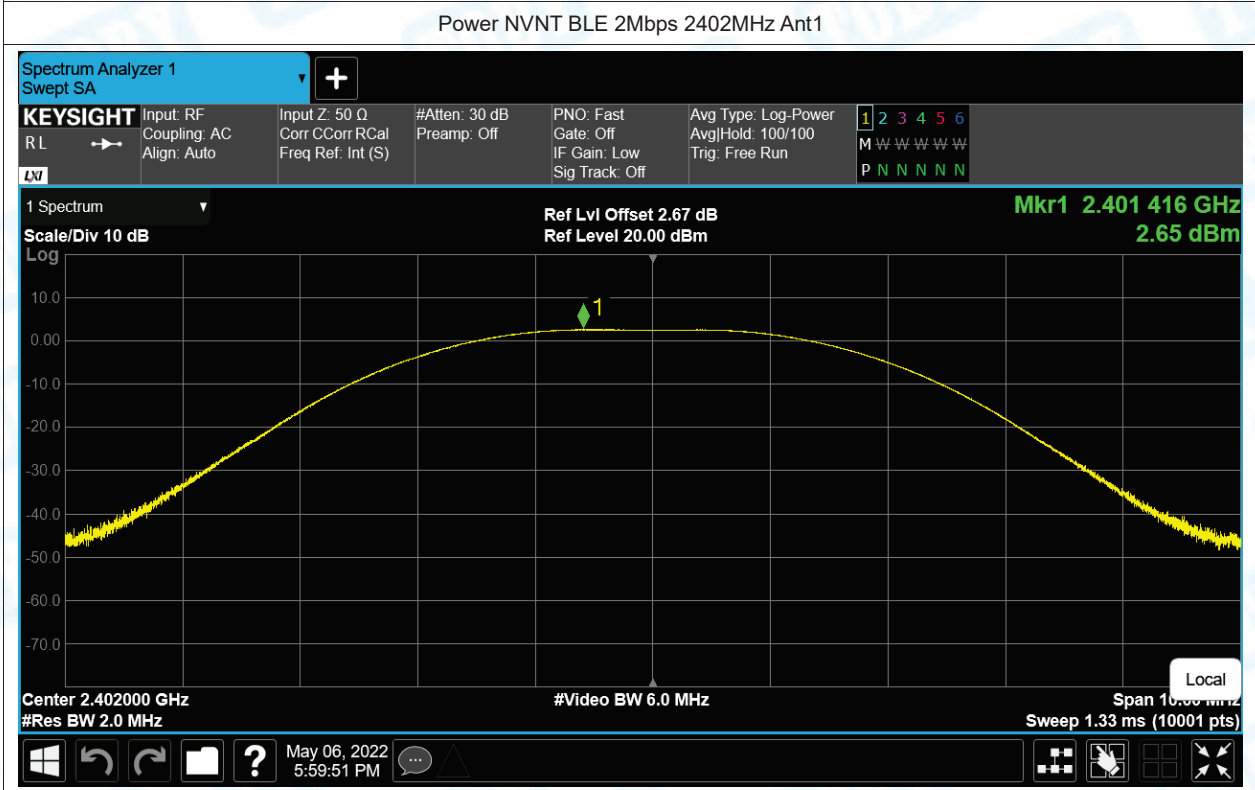 Power NVNT BLE 2Mbps 2402MHz Ant1
Spectrum Analyzer 1
Swept SA
KEYSIGHT
R L
LXI
Input: RF
Coupling: AC
Align: Auto
Input Z: 50 Ω
Corr CCorr RCal
Freq Ref: Int (S)
#Atten: 30 dB
Preamp: Off
PNO: Fast
Gate: Off
IF Gain: Low
Sig Track: Off
Avg Type: Log-Power
Avg|Hold: 100/100
Trig: Free Run
1 2 3 4 5 6
M W W W W W
P N N N N N
1 Spectrum
Scale/Div 10 dB
Log
Ref Lvl Offset 2.67 dB
Ref Level 20.00 dBm
Mkr1 2.401 416 GHz
2.65 dBm
1
10.0
0.00
-10.0
-20.0
-30.0
-40.0
-50.0
-60.0
-70.0
Local
Center 2.402000 GHz
#Video BW 6.0 MHz
Span 10.00 MHz
#Res BW 2.0 MHz
Sweep 1.33 ms (10001 pts)
?
May 06, 2022
5:59:51 PM